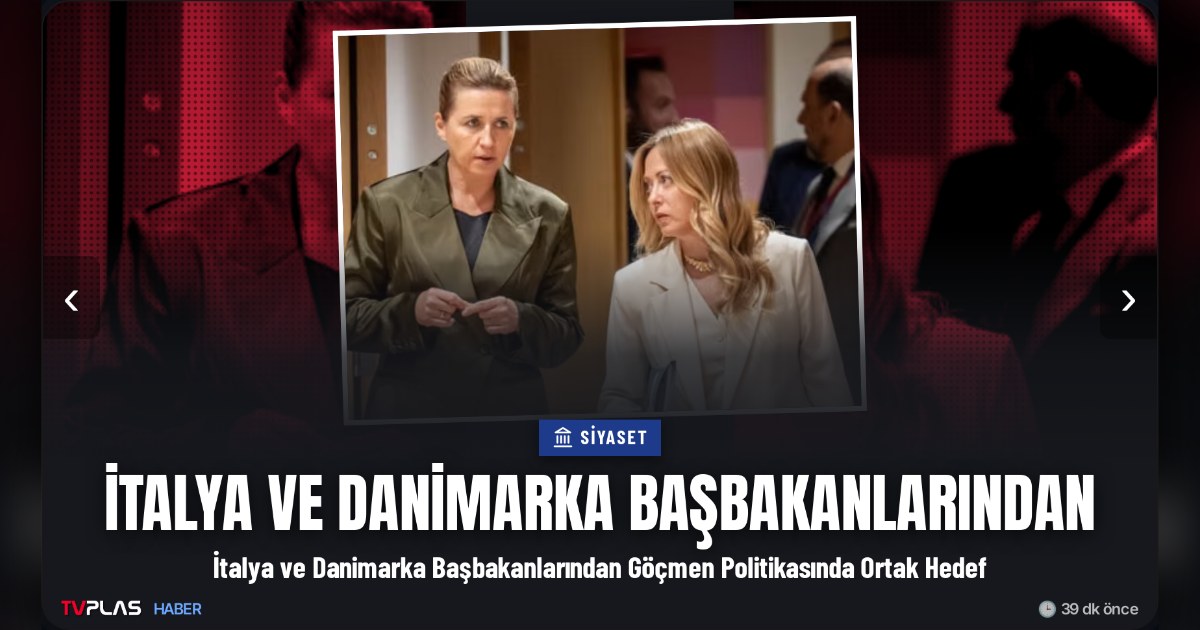 SİYASET
İTALYA VE DANİMARKA BAŞBAKANLARINDAN
İtalya ve Danimarka Başbakanlarından Göçmen Politikasında Ortak Hedef
TVPLAS HABER
39 dk önce